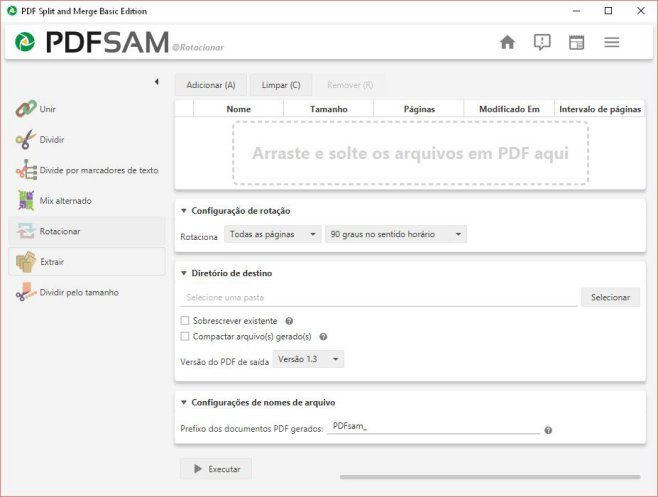 PDF Split and Merge Basic Edition
PDFSAM @Rotacionar
Adicionar (A) Limpar (C) Remover (R)
Nome Tamanho Páginas Modificado Em Intervalo de páginas
Arraste e solte os arquivos em PDF aqui
Unir
Dividir
Divide por marcadores de texto
Mix alternado
Rotacionar
Extrair
Dividir pelo tamanho
Configuração de rotação
Rotaciona Todas as páginas 90 graus no sentido horário
Diretório de destino
Selecione uma pasta Selecionar
Sobrescrever existente
Compactar arquivo(s) gerado(s)
Versão do PDF de saída Versão 1.3
Configurações de nomes de arquivo
Prefixo dos documentos PDF gerados: PDFsam_
Executar